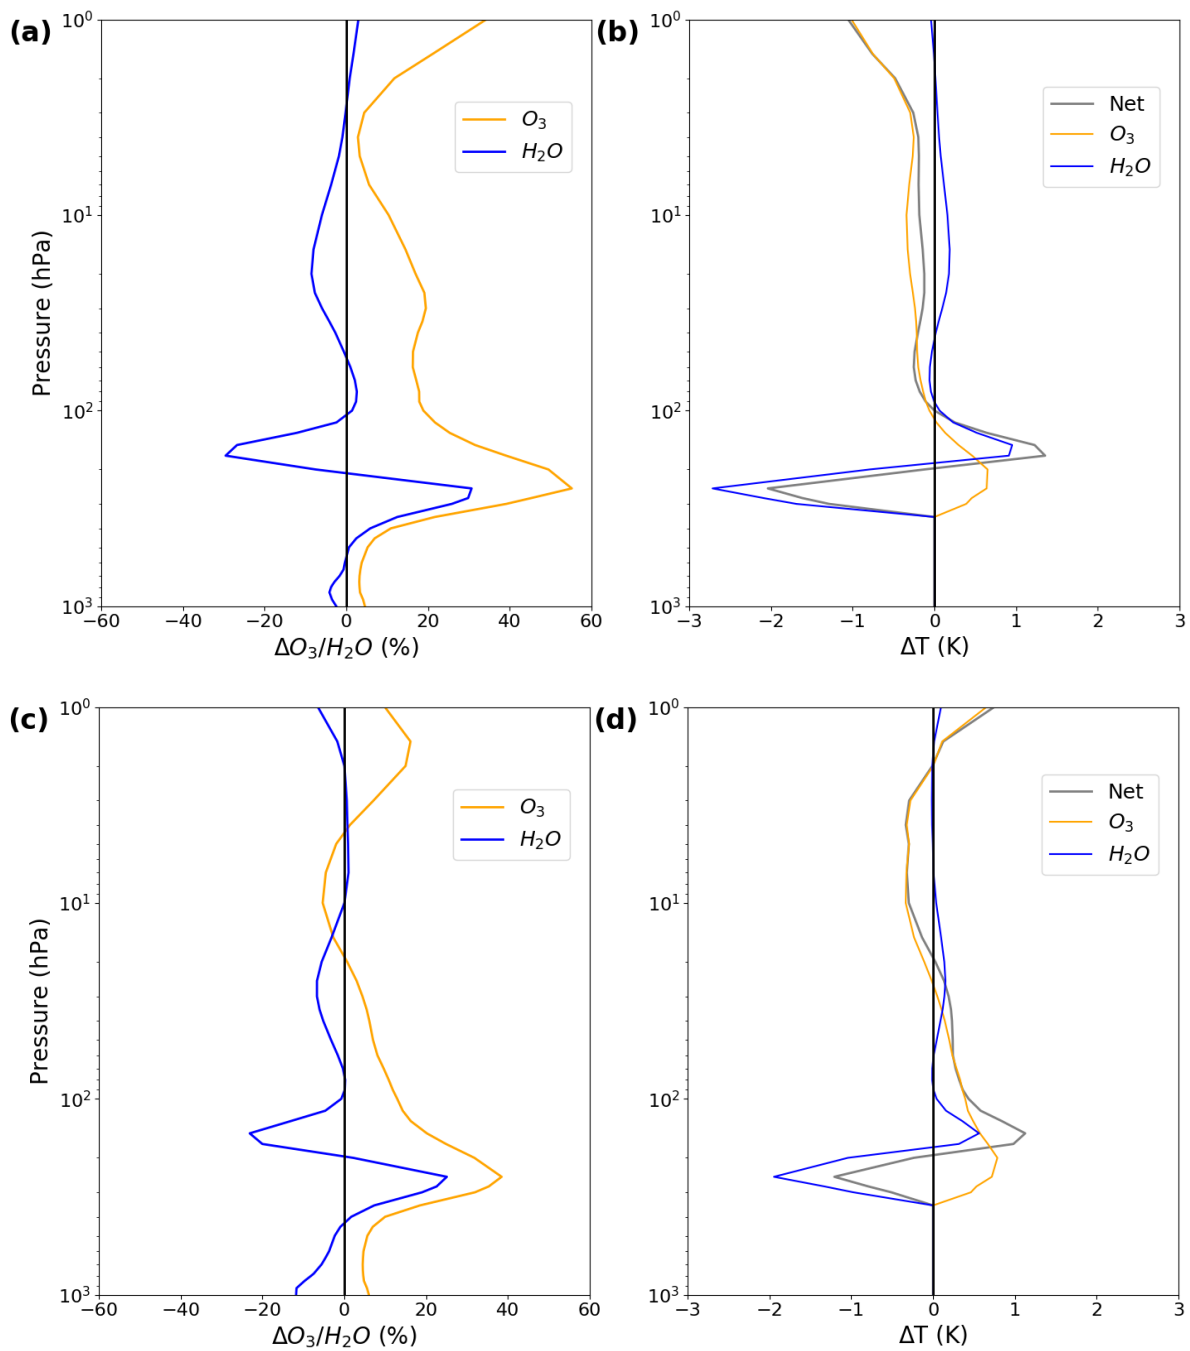 (a)
10⁰
10¹
10²
10³
Pressure (hPa)
O₃
H₂O
−60 −40 −20 0 20 40 60
ΔO₃/H₂O (%)
(b)
10⁰
10¹
10²
10³
Net
O₃
H₂O
−3 −2 −1 0 1 2 3
ΔT (K)
(c)
10⁰
10¹
10²
10³
Pressure (hPa)
O₃
H₂O
−60 −40 −20 0 20 40 60
ΔO₃/H₂O (%)
(d)
10⁰
10¹
10²
10³
Net
O₃
H₂O
−3 −2 −1 0 1 2 3
ΔT (K)